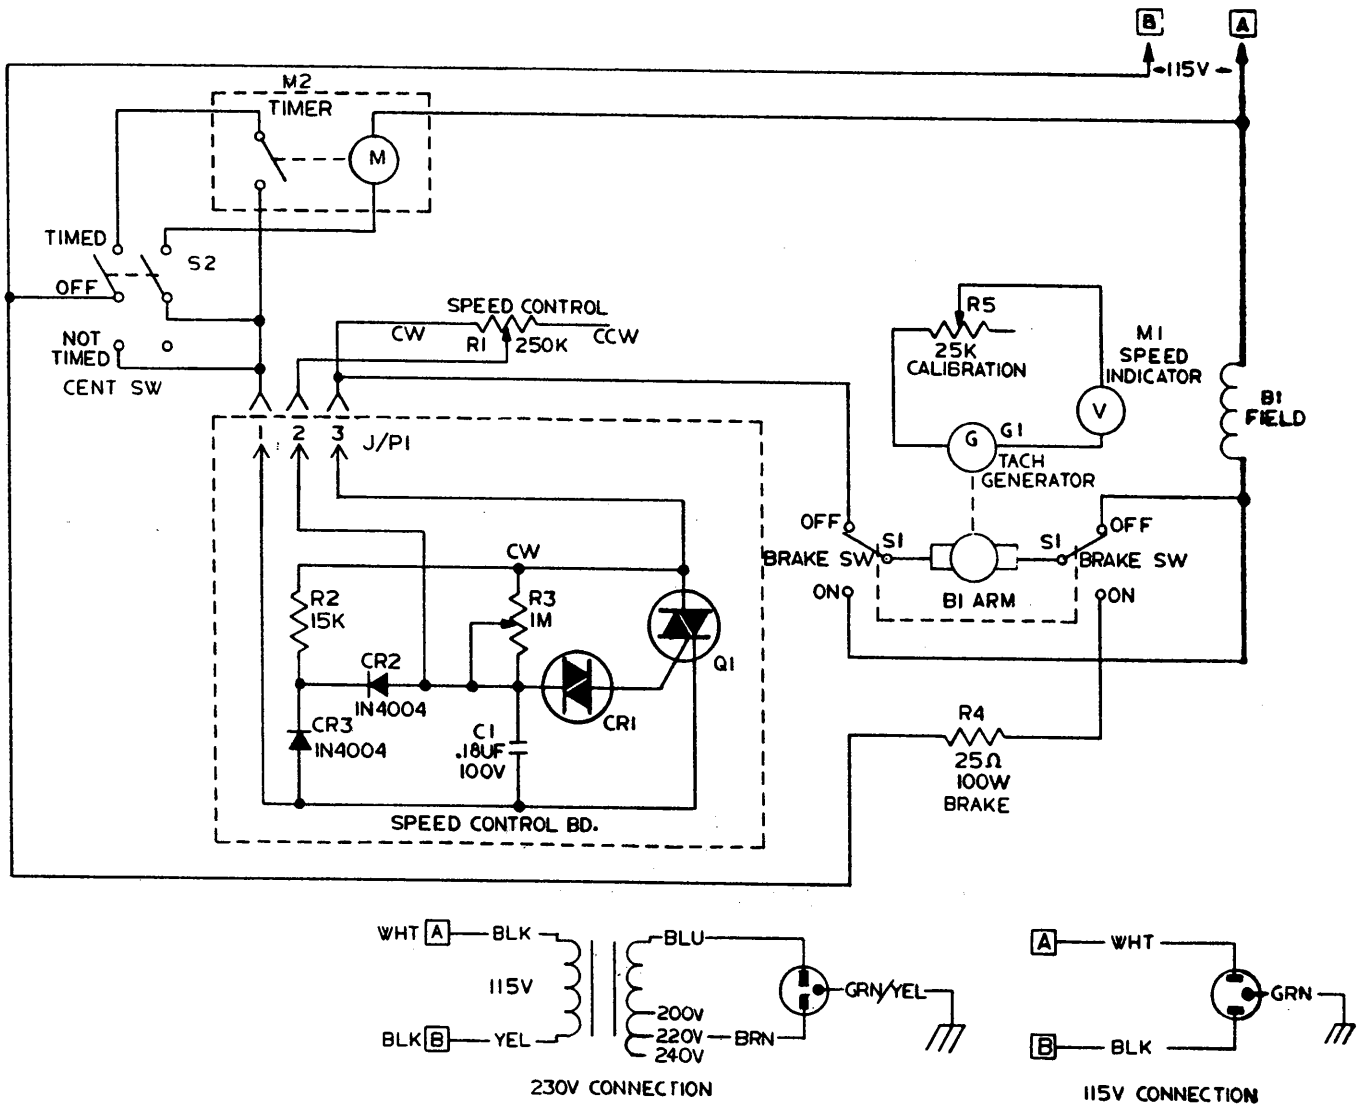 B
A
115V
M2
TIMER
M
TIMED
S2
OFF
NOT
TIMED
CENT SW
SPEED CONTROL
CW
CCW
R1
250K
R5
25K
CALIBRATION
M1
SPEED
INDICATOR
V
B1
FIELD
1
2
3
J/P1
G
G1
TACH
GENERATOR
OFF
OFF
S1
S1
BRAKE SW
BRAKE SW
ON
ON
B1 ARM
CW
R2
15K
R3
1M
Q1
CR2
1N4004
CR1
CR3
1N4004
C1
.18UF
100V
R4
25Ω
100W
BRAKE
SPEED CONTROL BD.
WHT A BLK
BLU
115V
GRN/YEL
200V
220V BRN
240V
BLK B YEL
230V CONNECTION
A WHT
GRN
B BLK
115V CONNECTION